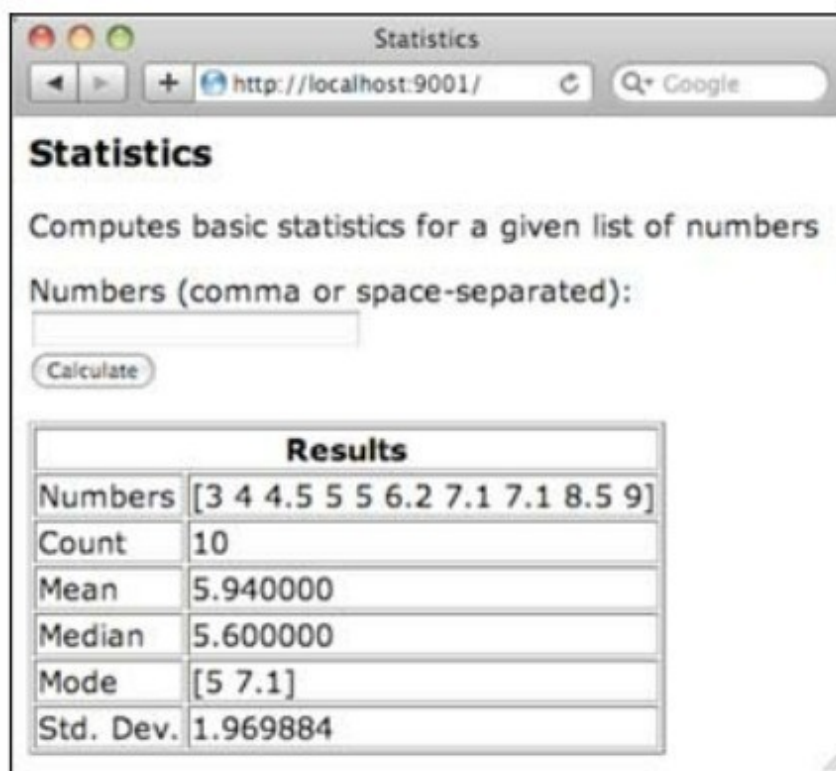 Statistics
http://localhost:9001/
Google
Statistics
Computes basic statistics for a given list of numbers
Numbers (comma or space-separated):
Calculate
Results
Numbers [3 4 4.5 5 5 6.2 7.1 7.1 8.5 9]
Count 10
Mean 5.940000
Median 5.600000
Mode [5 7.1]
Std. Dev. 1.969884